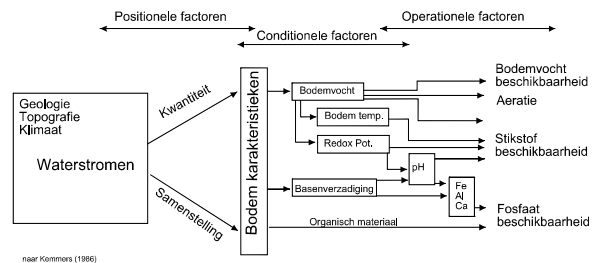 Positionele factoren
Operationele factoren
Conditionele factoren
Geologie
Topografie
Klimaat
Waterstromen
Kwantiteit
Samenstelling
Bodem karakteristieken
Bodemvocht
Bodem temp.
Redox Pot.
pH
Basenverzadiging
Fe
Al
Ca
Organisch materiaal
Bodemvocht
beschikbaarheid
Aeratie
Stikstof
beschikbaarheid
Fosfaat
beschikbaarheid
naar Kemmers (1986)